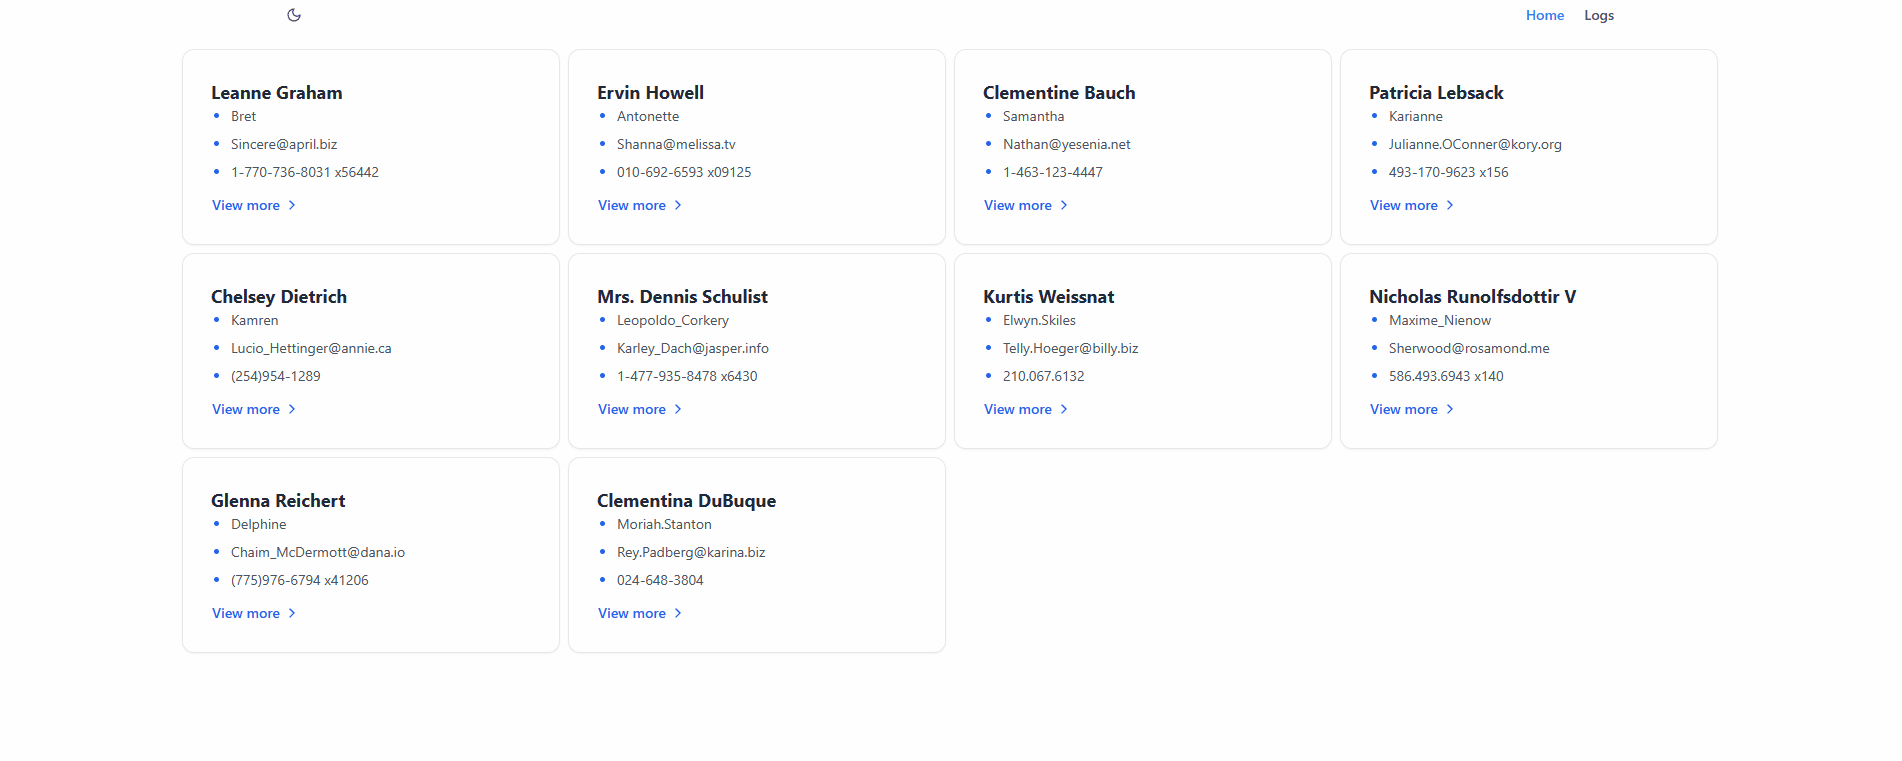 Home
Logs
Leanne Graham
Bret
Sincere@april.biz
1-770-736-8031 x56442
View more
Ervin Howell
Antonette
Shanna@melissa.tv
010-692-6593 x09125
View more
Clementine Bauch
Samantha
Nathan@yesenia.net
1-463-123-4447
View more
Patricia Lebsack
Karianne
Julianne.OConner@kory.org
493-170-9623 x156
View more
Chelsey Dietrich
Kamren
Lucio_Hettinger@annie.ca
(254)954-1289
View more
Mrs. Dennis Schulist
Leopoldo_Corkery
Karley_Dach@jasper.info
1-477-935-8478 x6430
View more
Kurtis Weissnat
Elwyn.Skiles
Telly.Hoeger@billy.biz
210.067.6132
View more
Nicholas Runolfsdottir V
Maxime_Nienow
Sherwood@rosamond.me
586.493.6943 x140
View more
Glenna Reichert
Delphine
Chaim_McDermott@dana.io
(775)976-6794 x41206
View more
Clementina DuBuque
Moriah.Stanton
Rey.Padberg@karina.biz
024-648-3804
View more